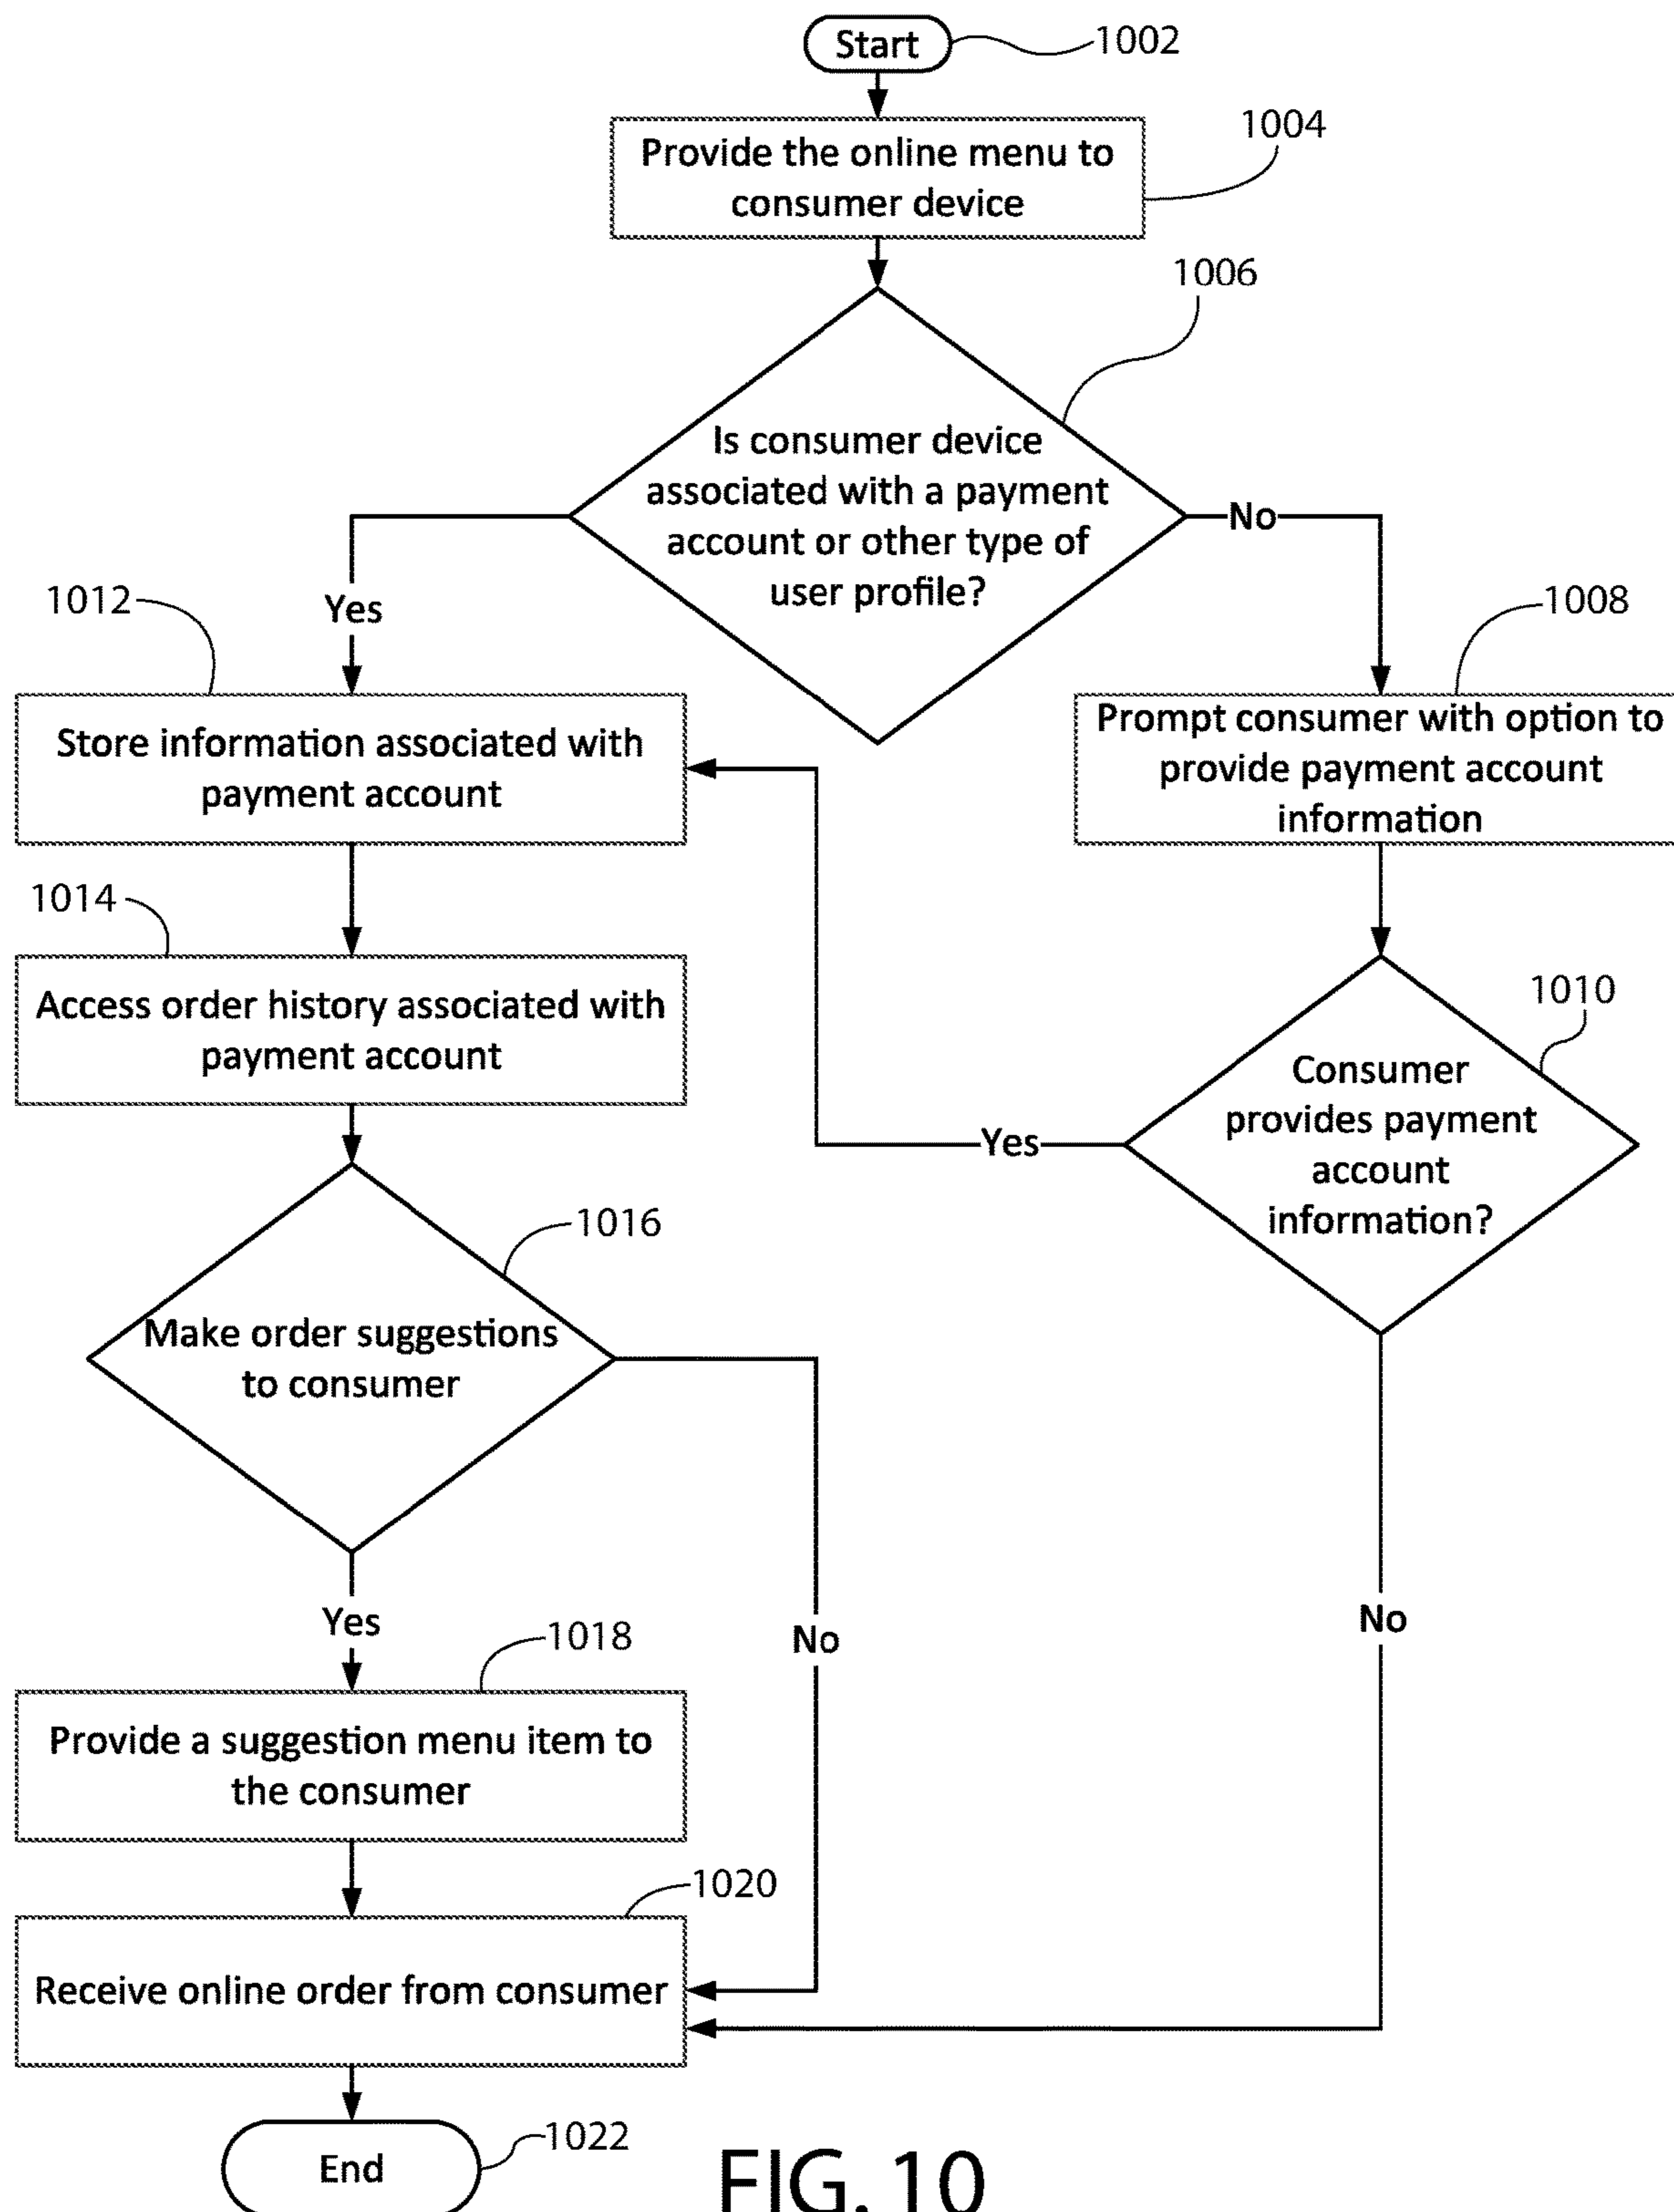 Start
1002
Provide the online menu to
consumer device
1004
1006
Is consumer device
associated with a payment
account or other type of
user profile?
No
Yes
1012
1008
Store information associated with
payment account
Prompt consumer with option to
provide payment account
information
1014
Access order history associated with
payment account
1010
Consumer
provides payment
account
information?
Yes
1016
Make order suggestions
to consumer
Yes
No
No
1018
Provide a suggestion menu item to
the consumer
1020
Receive online order from consumer
End
1022
FIG. 10